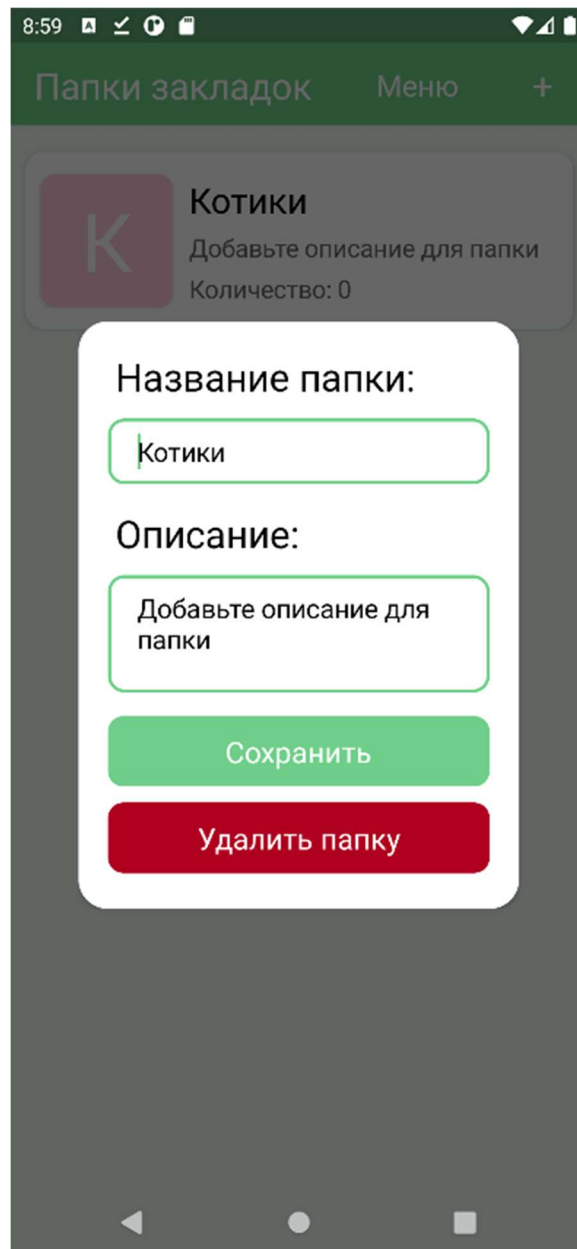 8:59
Папки закладок Меню +
К
Котики
Добавьте описание для папки
Количество: 0
Название папки:
Котики
Описание:
Добавьте описание для
папки
Сохранить
Удалить папку